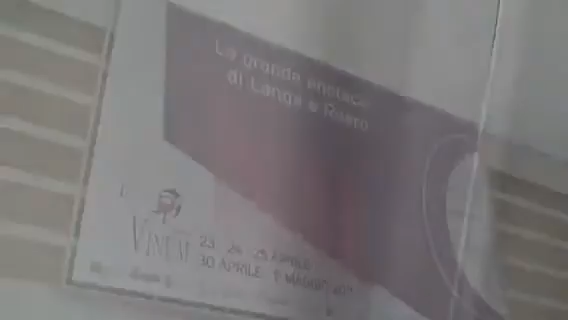 La grande enoteca
di Langa e Roero
VINUM
23 24 25 APRILE
30 APRILE 1 MAGGIO